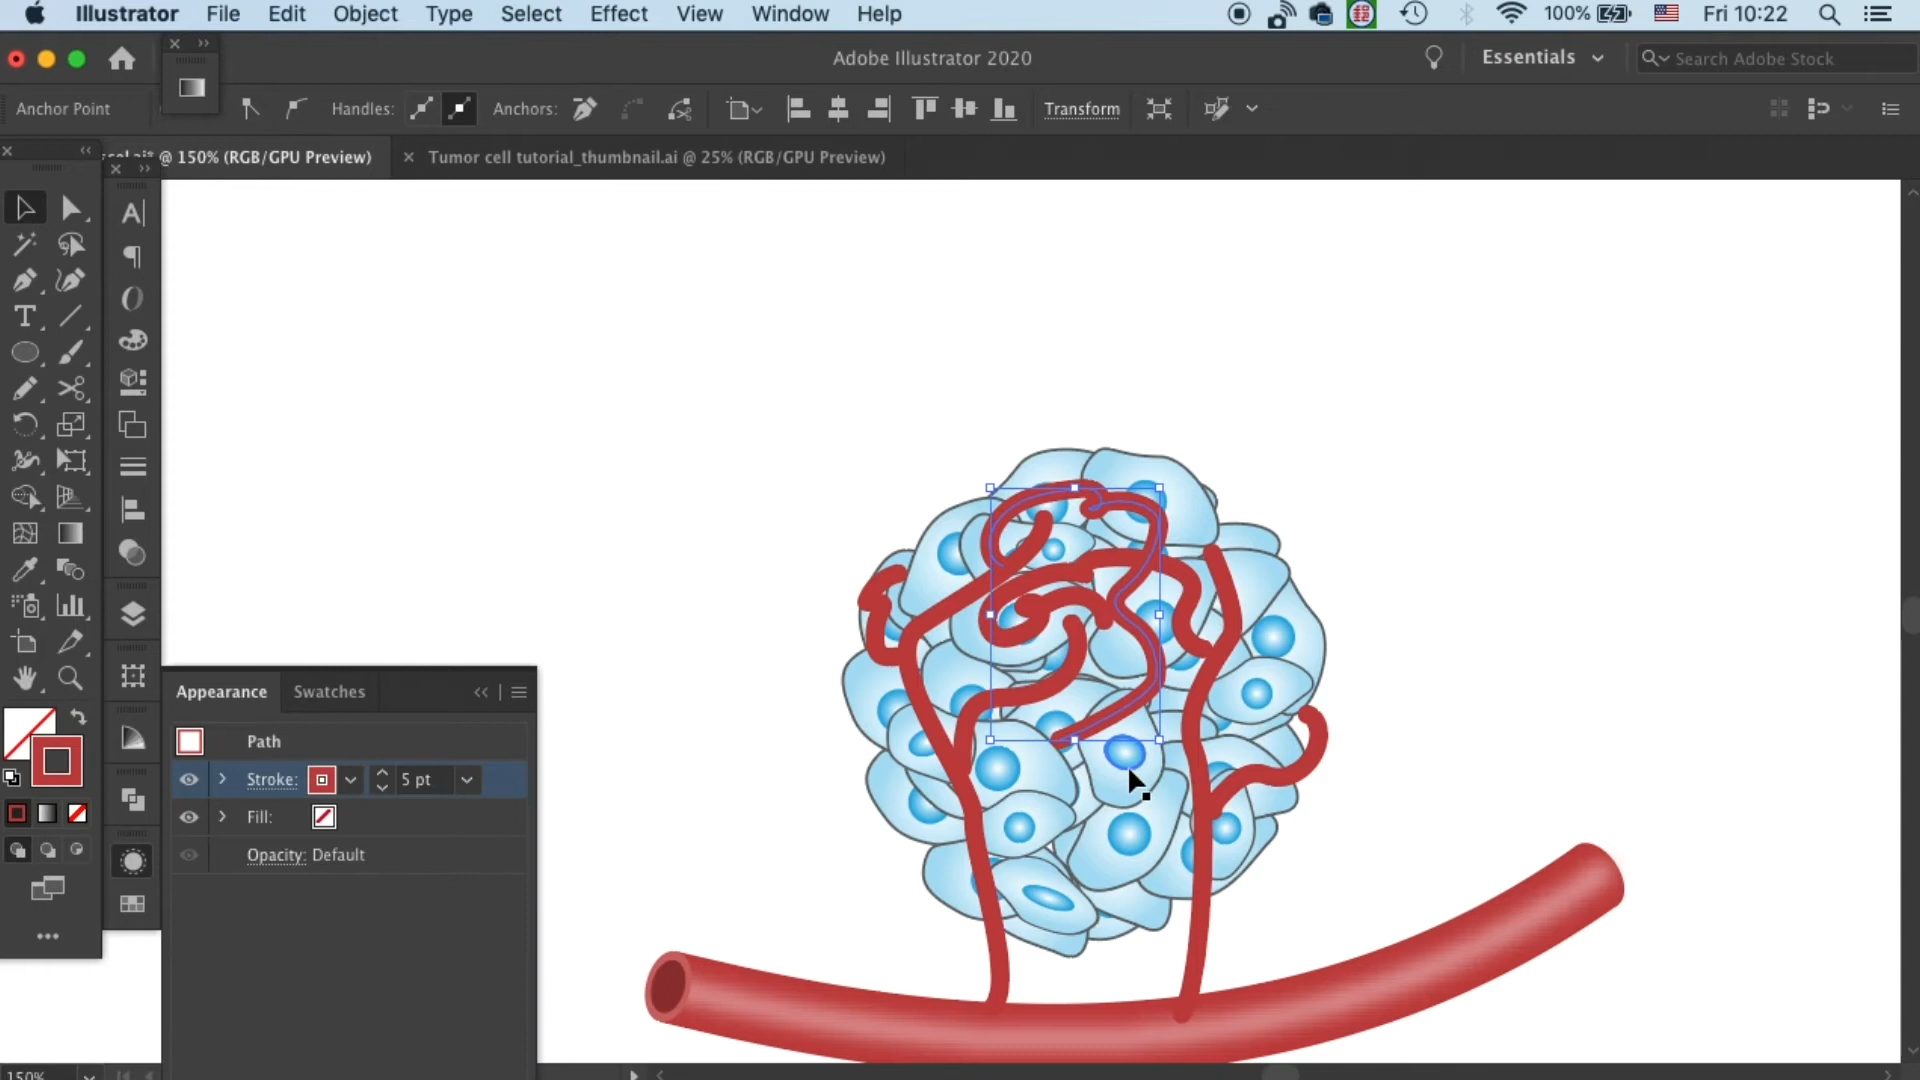 Illustrator File Edit Object Type Select Effect View Window Help 100% Fri 10:22
Adobe Illustrator 2020 Essentials Search Adobe Stock
Anchor Point Handles: Anchors: Transform
@ 150% (RGB/GPU Preview) Tumor cell tutorial_thumbnail.ai @ 25% (RGB/GPU Preview)
Appearance Swatches
Path
Stroke: 5 pt
Fill:
Opacity: Default
150%